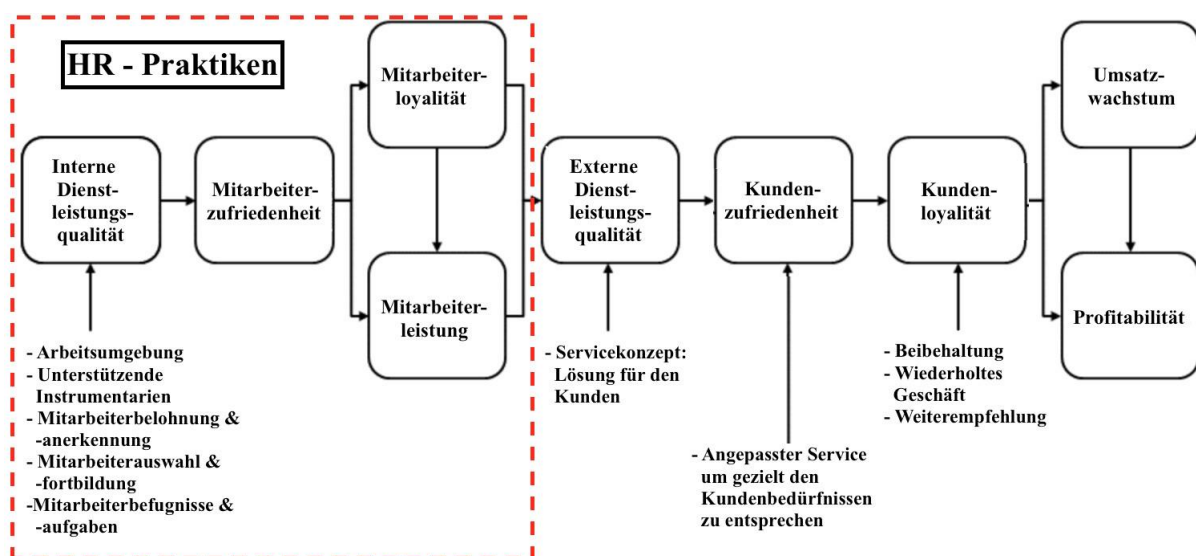 HR - Praktiken
Interne
Dienst-
leistungs-
qualität
Mitarbeiter-
zufriedenheit
Mitarbeiter-
loyalität
Mitarbeiter-
leistung
Externe
Dienst-
leistungs-
qualität
Kunden-
zufriedenheit
Kunden-
loyalität
Umsatz-
wachstum
Profitabilität
- Arbeitsumgebung
- Unterstützende
Instrumentarien
- Mitarbeiterbelohnung &
-anerkennung
- Mitarbeiterauswahl &
-fortbildung
-Mitarbeiterbefugnisse &
-aufgaben
- Servicekonzept:
Lösung für den
Kunden
- Angepasster Service
um gezielt den
Kundenbedürfnissen
zu entsprechen
- Beibehaltung
- Wiederholtes
Geschäft
- Weiterempfehlung